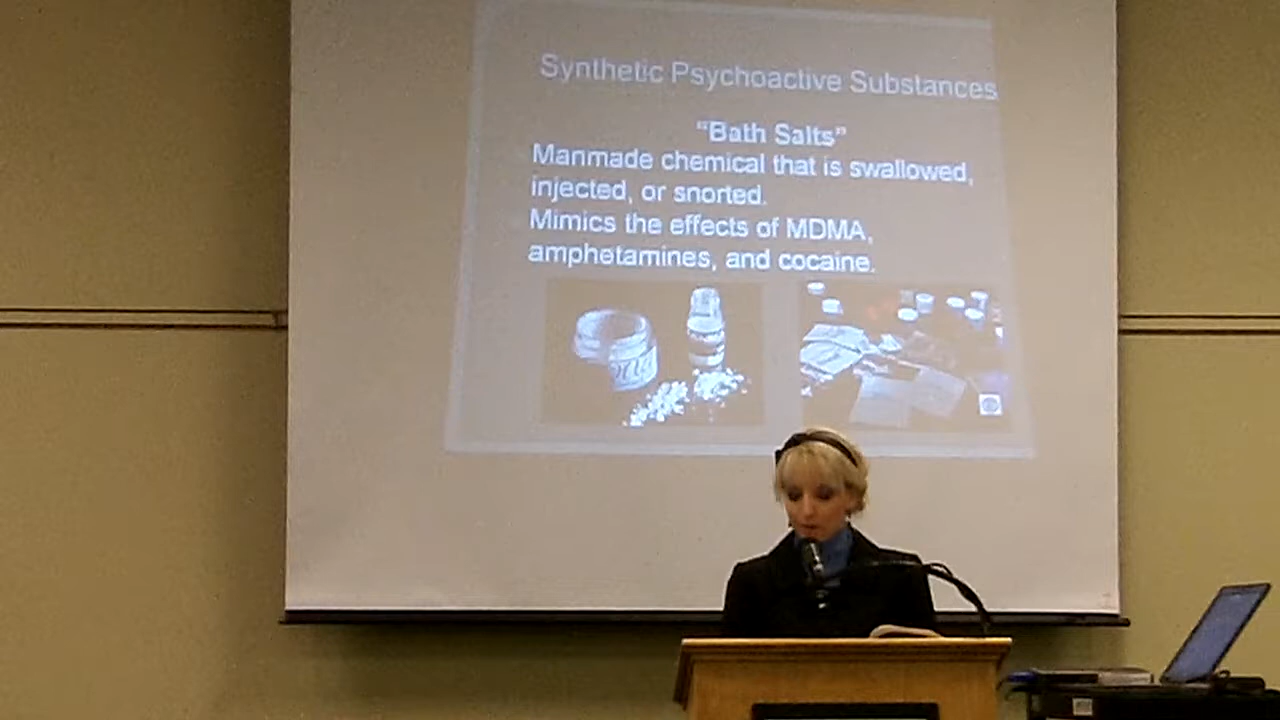 Synthetic Psychoactive Substances
"Bath Salts"
Manmade chemical that is swallowed,
injected, or snorted.
Mimics the effects of MDMA,
amphetamines, and cocaine.